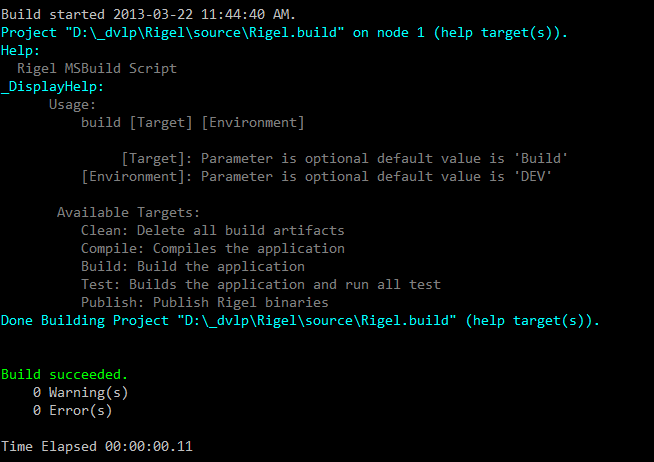 Build started 2013-03-22 11:44:40 AM.
Project "D:\_dvlp\Rigel\source\Rigel.build" on node 1 (help target(s)).
Help:
  Rigel MSBuild Script
_DisplayHelp:
      Usage:
          build [Target] [Environment]

               [Target]: Parameter is optional default value is 'Build'
          [Environment]: Parameter is optional default value is 'DEV'

       Available Targets:
          Clean: Delete all build artifacts
          Compile: Compiles the application
          Build: Build the application
          Test: Builds the application and run all test
          Publish: Publish Rigel binaries
Done Building Project "D:\_dvlp\Rigel\source\Rigel.build" (help target(s)).


Build succeeded.
    0 Warning(s)
    0 Error(s)

Time Elapsed 00:00:00.11